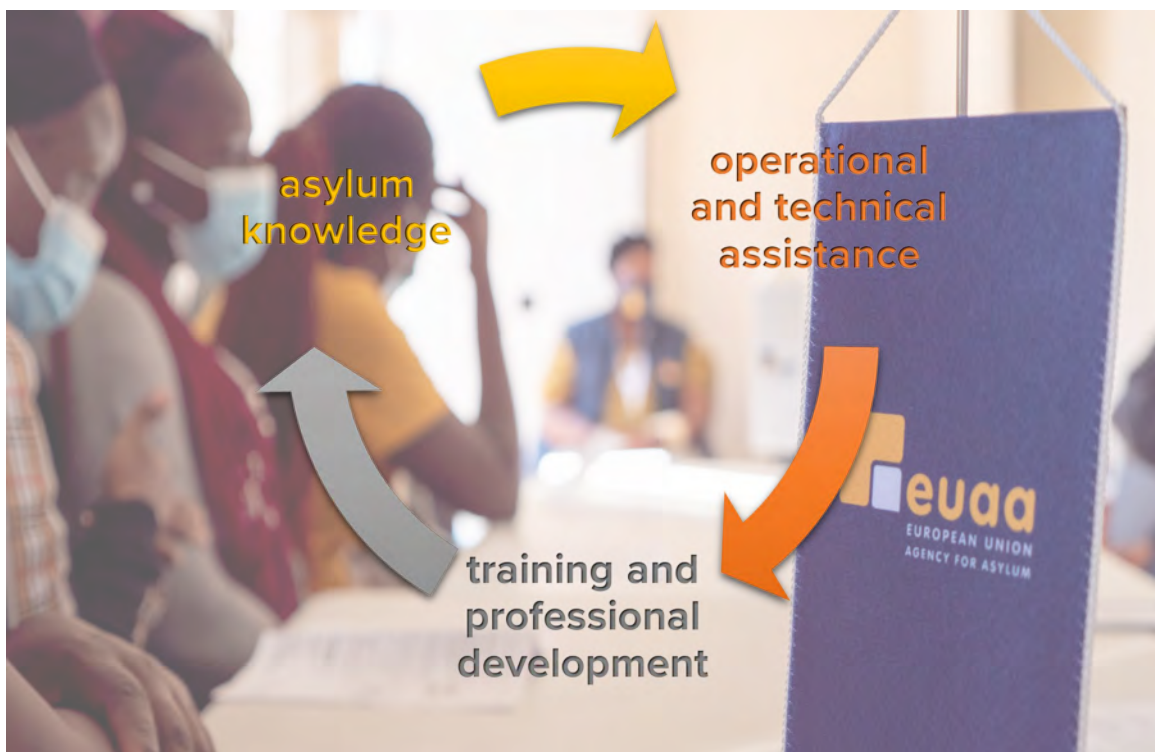 asylum
knowledge
operational
and technical
assistance
training and
professional
development
euaa
EUROPEAN UNION
AGENCY FOR ASYLUM